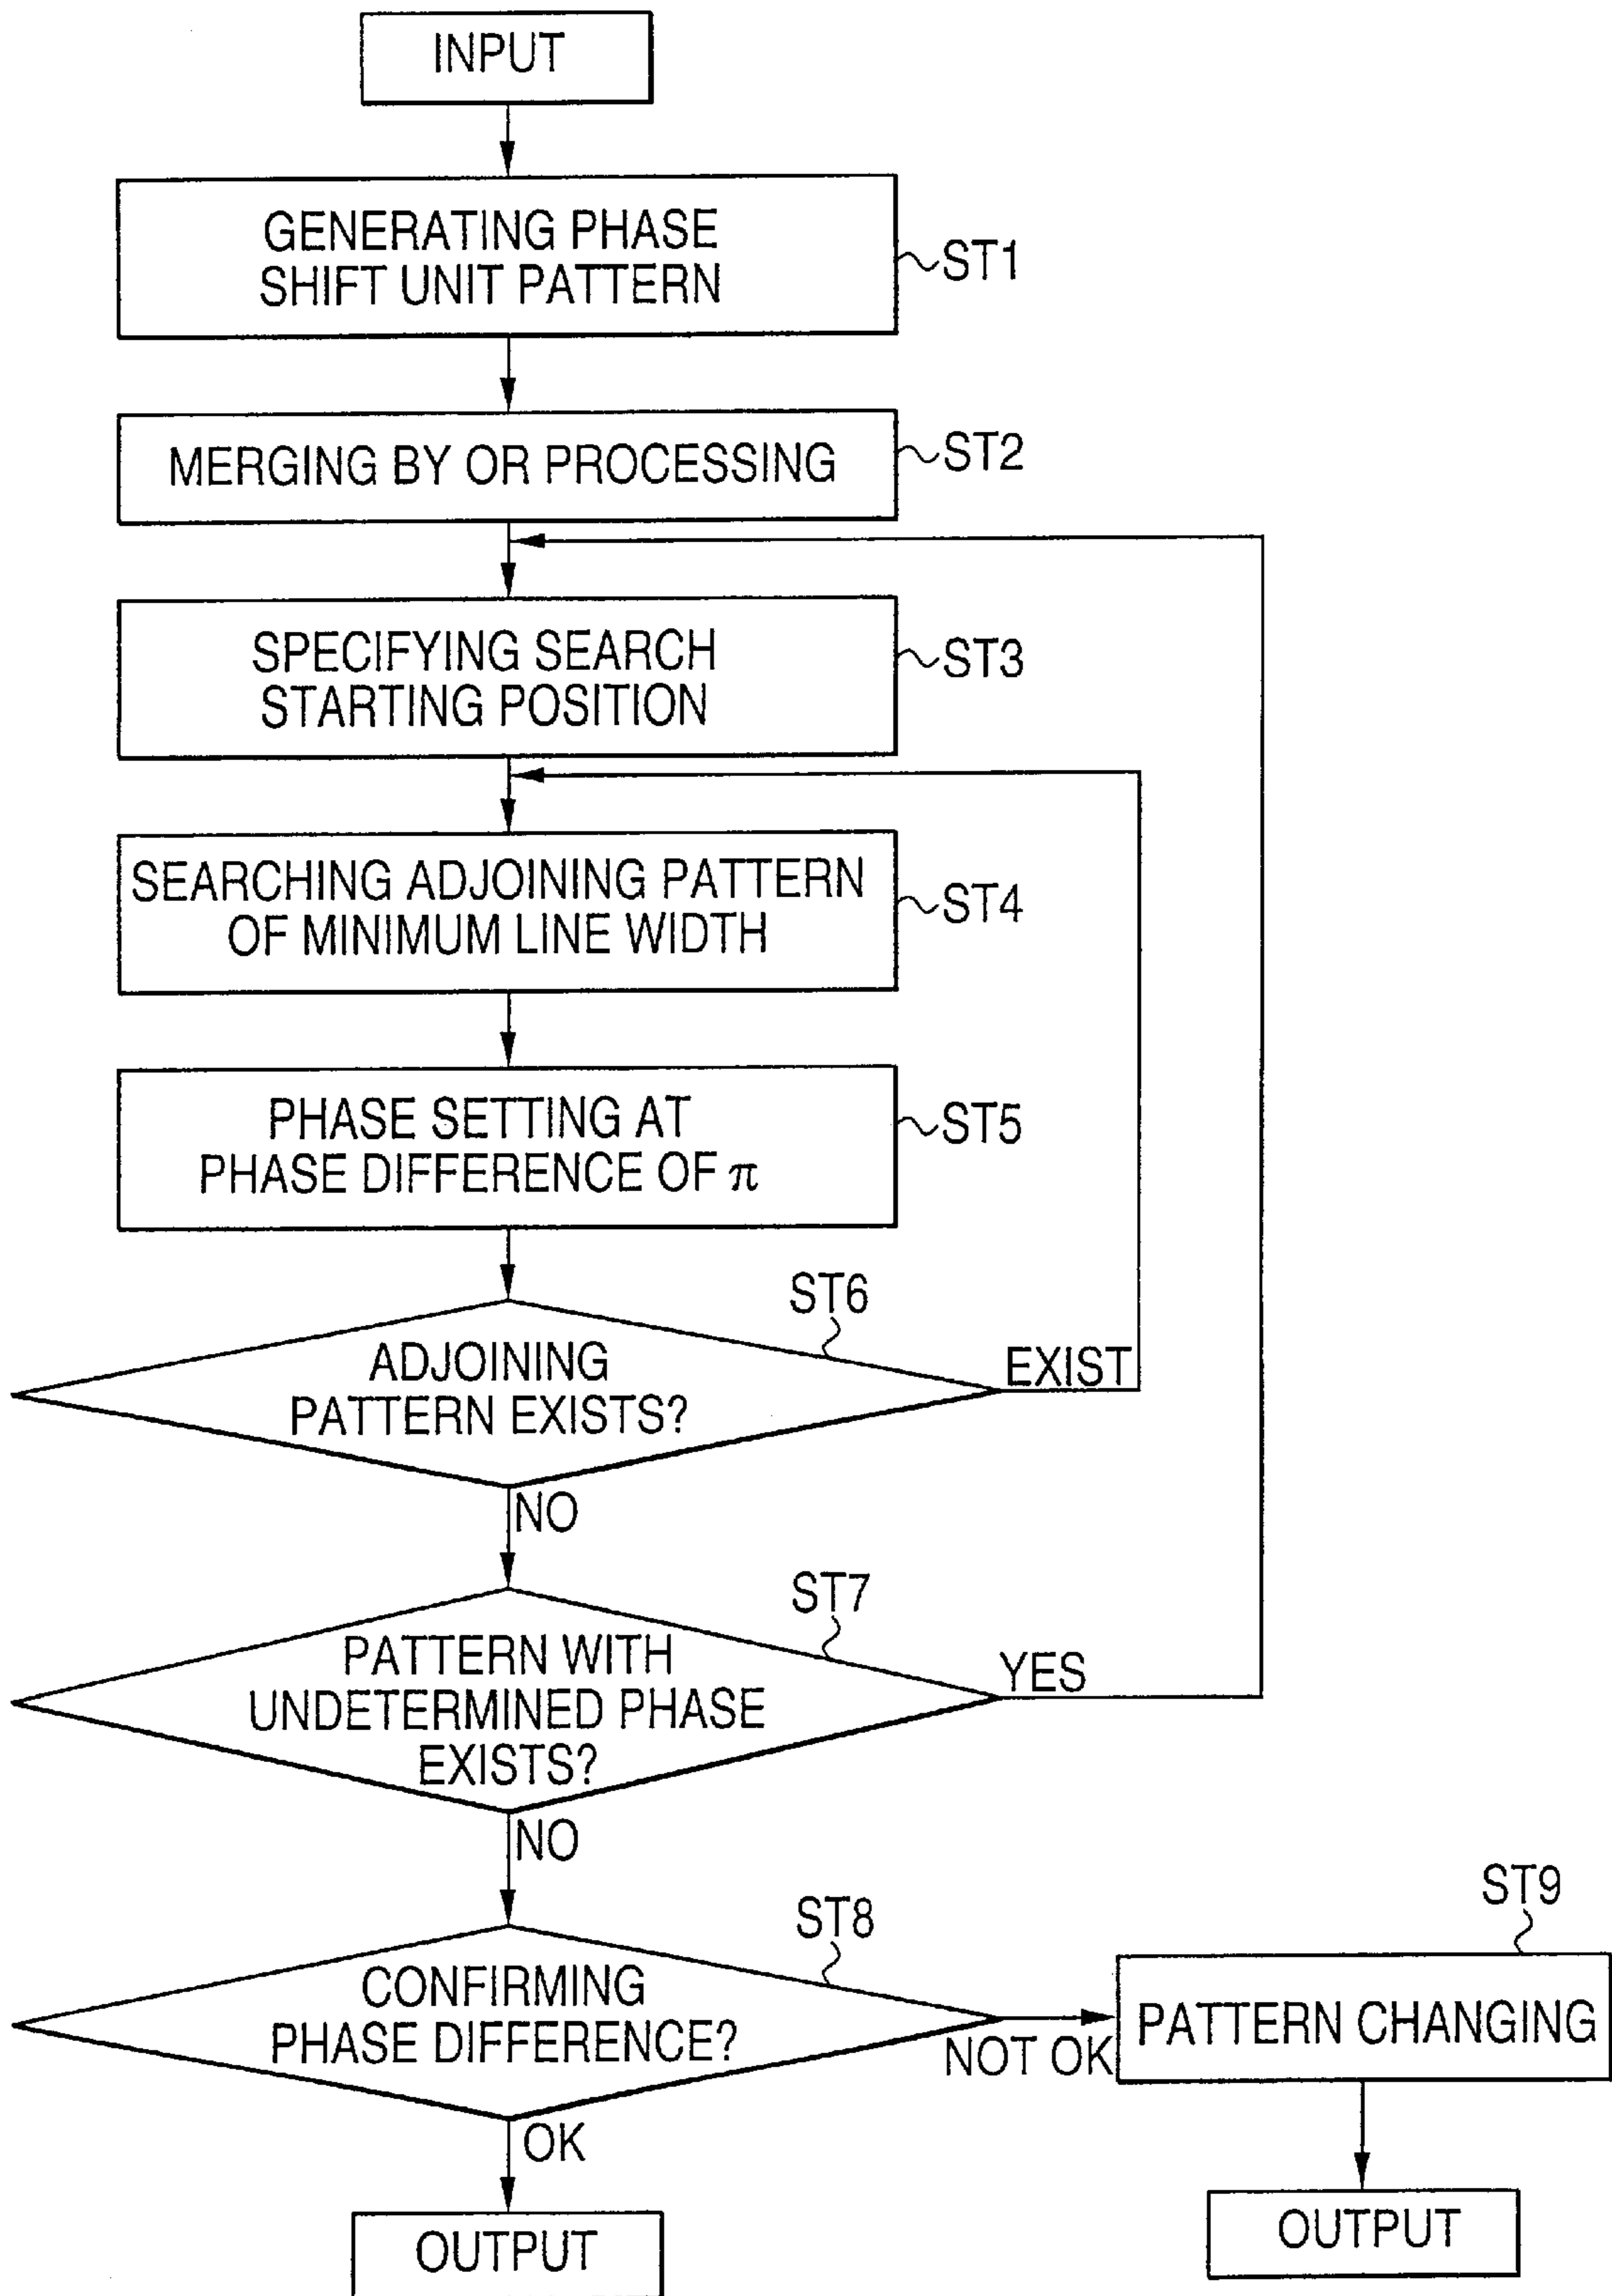 INPUT
GENERATING PHASE
SHIFT UNIT PATTERN
ST1
MERGING BY OR PROCESSING
ST2
SPECIFYING SEARCH
STARTING POSITION
ST3
SEARCHING ADJOINING PATTERN
OF MINIMUM LINE WIDTH
ST4
PHASE SETTING AT
PHASE DIFFERENCE OF π
ST5
ST6
ADJOINING
PATTERN EXISTS?
EXIST
NO
ST7
PATTERN WITH
UNDETERMINED PHASE
EXISTS?
YES
NO
ST8
CONFIRMING
PHASE DIFFERENCE?
NOT OK
ST9
PATTERN CHANGING
OK
OUTPUT
OUTPUT